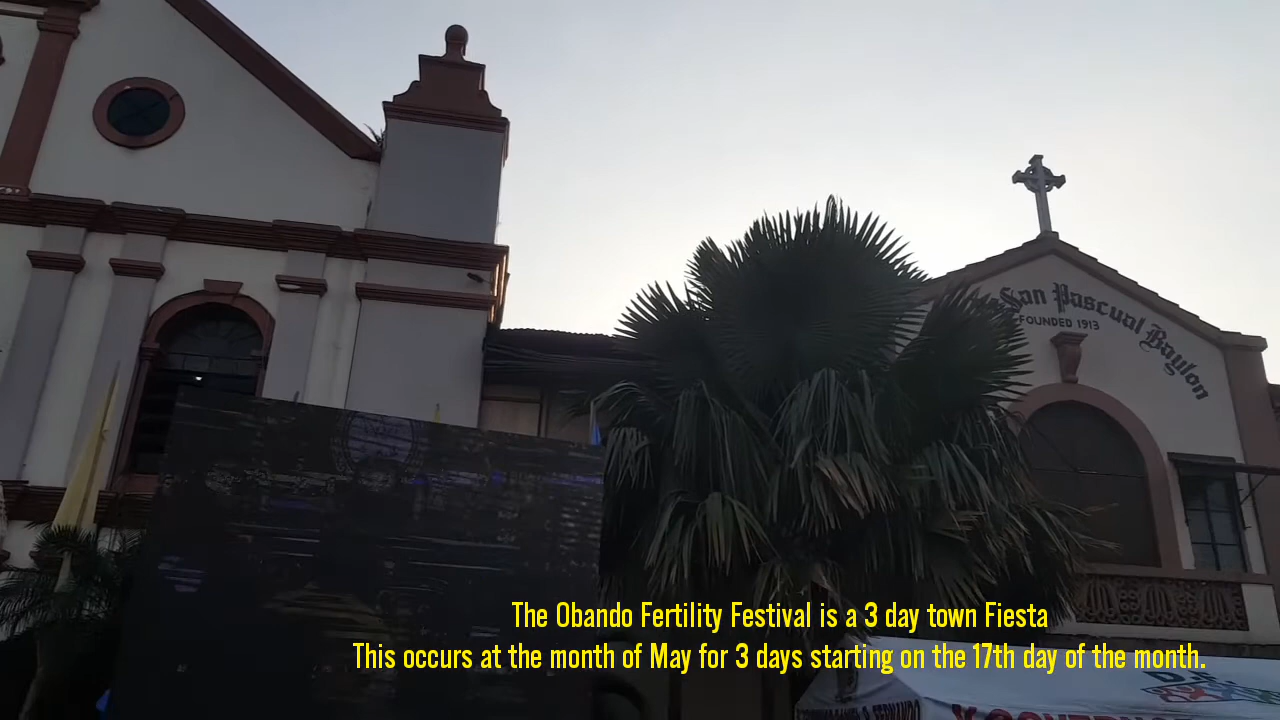 San Pascual Baylon
FOUNDED 1913
The Obando Fertility Festival is a 3 day town Fiesta
This occurs at the month of May for 3 days starting on the 17th day of the month.
FERNANDO